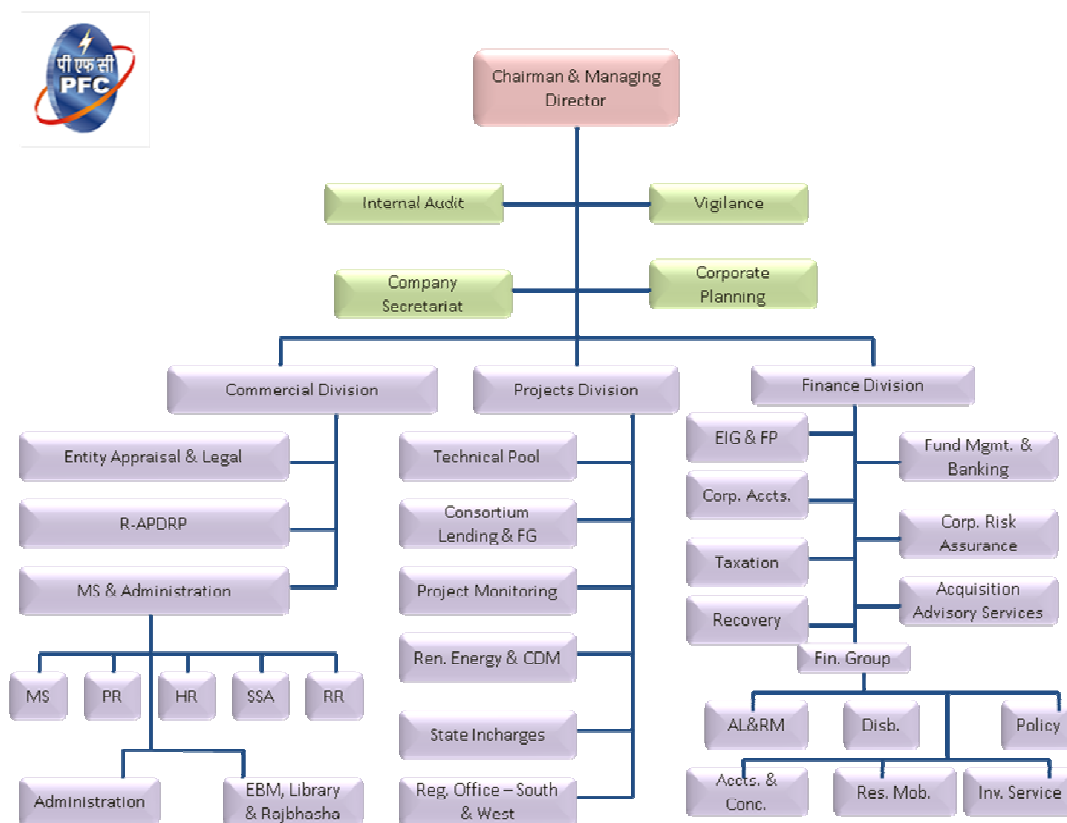 पी एफ सी
PFC
Chairman & Managing
Director
Internal Audit
Vigilance
Company
Secretariat
Corporate
Planning
Commercial Division
Projects Division
Finance Division
Entity Appraisal & Legal
R-APDRP
MS & Administration
MS
PR
HR
SSA
RR
Administration
EBM, Library
& Rajbhasha
Technical Pool
Consortium
Lending & FG
Project Monitoring
Ren. Energy & CDM
State Incharges
Reg. Office – South
& West
EIG & FP
Corp. Accts.
Taxation
Recovery
Fund Mgmt. &
Banking
Corp. Risk
Assurance
Acquisition
Advisory Services
Fin. Group
AL&RM
Disb.
Policy
Accts. &
Conc.
Res. Mob.
Inv. Service